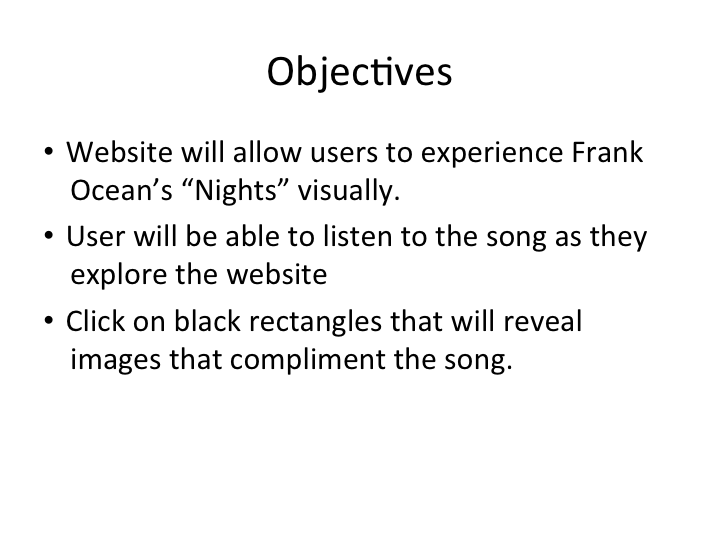 Objectives
• Website will allow users to experience Frank
Ocean’s “Nights” visually.
• User will be able to listen to the song as they
explore the website
• Click on black rectangles that will reveal
images that compliment the song.